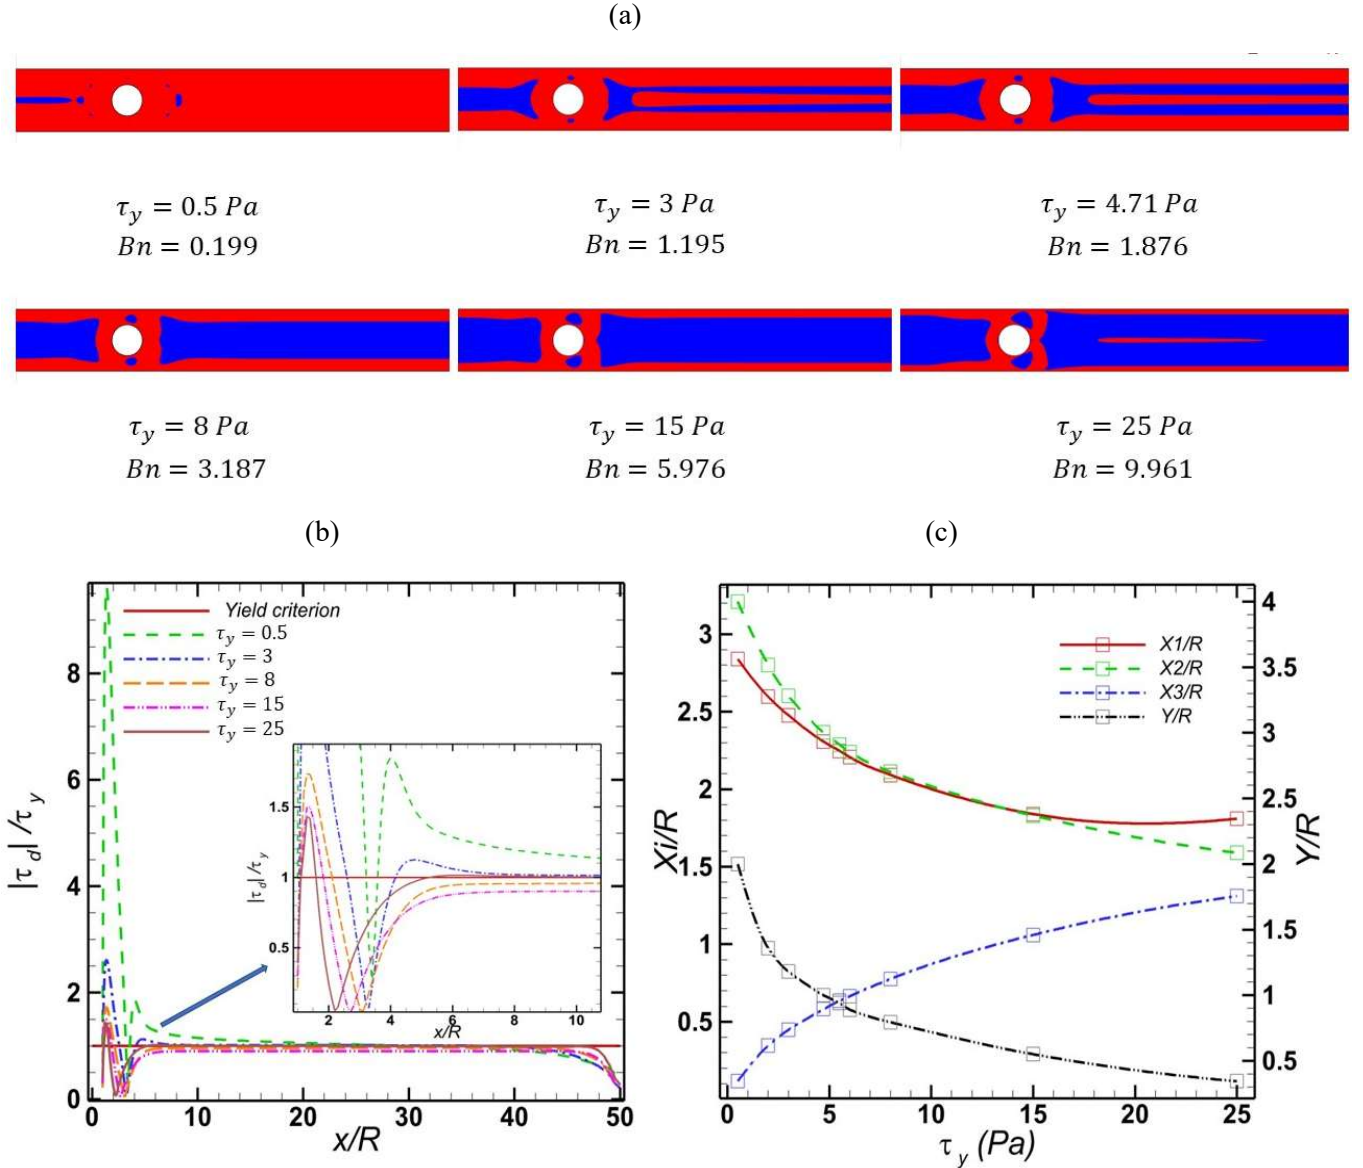 (a)
τy = 0.5 Pa
Bn = 0.199
τy = 3 Pa
Bn = 1.195
τy = 4.71 Pa
Bn = 1.876
τy = 8 Pa
Bn = 3.187
τy = 15 Pa
Bn = 5.976
τy = 25 Pa
Bn = 9.961
(b)
Yield criterion
τy = 0.5
τy = 3
τy = 8
τy = 15
τy = 25
|τd|/τy
8
6
4
2
0
0 10 20 30 40 50
x/R
|τd|/τy
1.5
1
0.5
2 4 6 8 10
x/R
(c)
X1/R
X2/R
X3/R
Y/R
Xi/R
3
2.5
2
1.5
1
0.5
Y/R
4
3.5
3
2.5
2
1.5
1
0.5
0 5 10 15 20 25
τy (Pa)